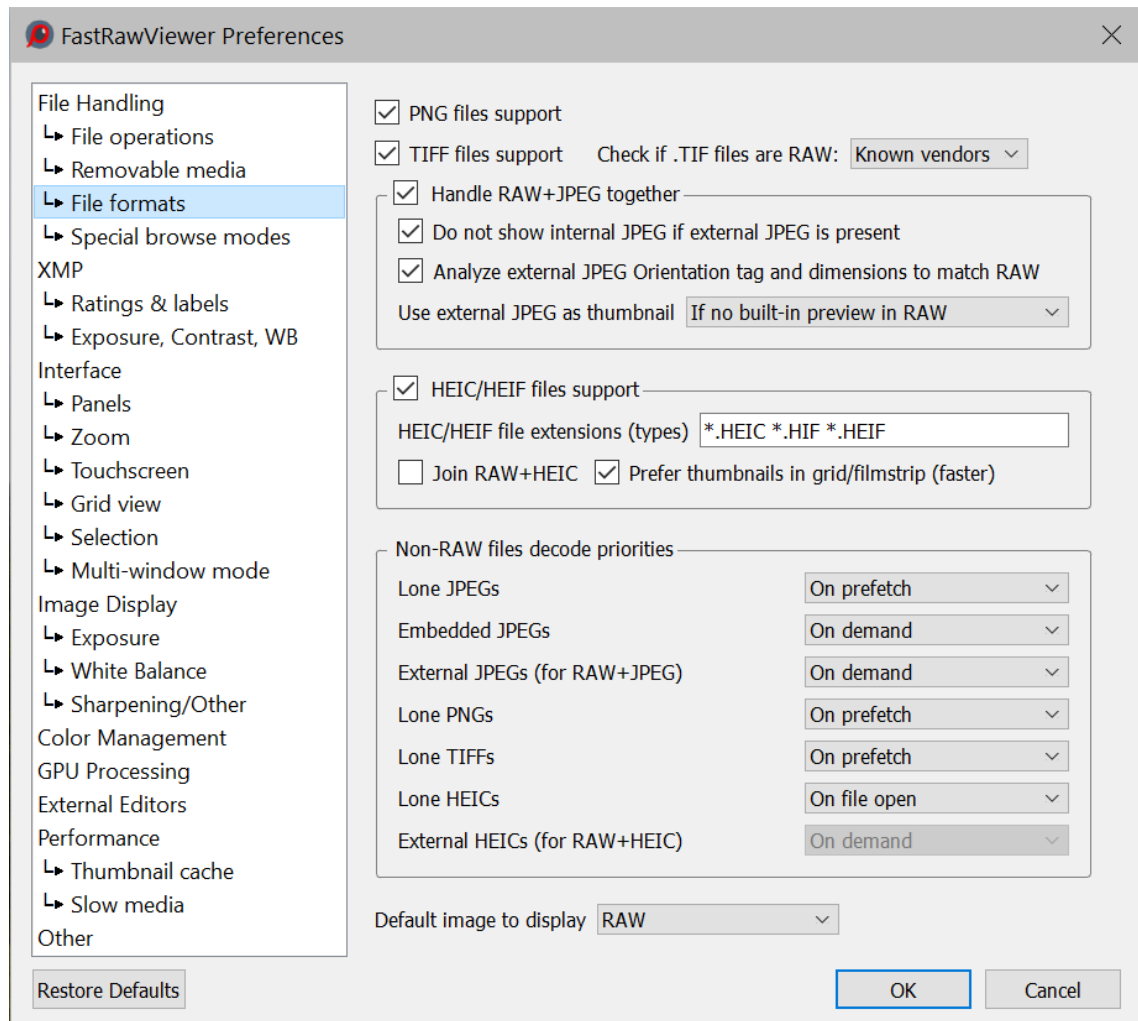 FastRawViewer Preferences
File Handling
File operations
Removable media
File formats
Special browse modes
XMP
Ratings & labels
Exposure, Contrast, WB
Interface
Panels
Zoom
Touchscreen
Grid view
Selection
Multi-window mode
Image Display
Exposure
White Balance
Sharpening/Other
Color Management
GPU Processing
External Editors
Performance
Thumbnail cache
Slow media
Other
PNG files support
TIFF files support Check if .TIF files are RAW: Known vendors
Handle RAW+JPEG together
Do not show internal JPEG if external JPEG is present
Analyze external JPEG Orientation tag and dimensions to match RAW
Use external JPEG as thumbnail If no built-in preview in RAW
HEIC/HEIF files support
HEIC/HEIF file extensions (types) *.HEIC *.HIF *.HEIF
Join RAW+HEIC Prefer thumbnails in grid/filmstrip (faster)
Non-RAW files decode priorities
Lone JPEGs On prefetch
Embedded JPEGs On demand
External JPEGs (for RAW+JPEG) On demand
Lone PNGs On prefetch
Lone TIFFs On prefetch
Lone HEICs On file open
External HEICs (for RAW+HEIC) On demand
Default image to display RAW
Restore Defaults OK Cancel